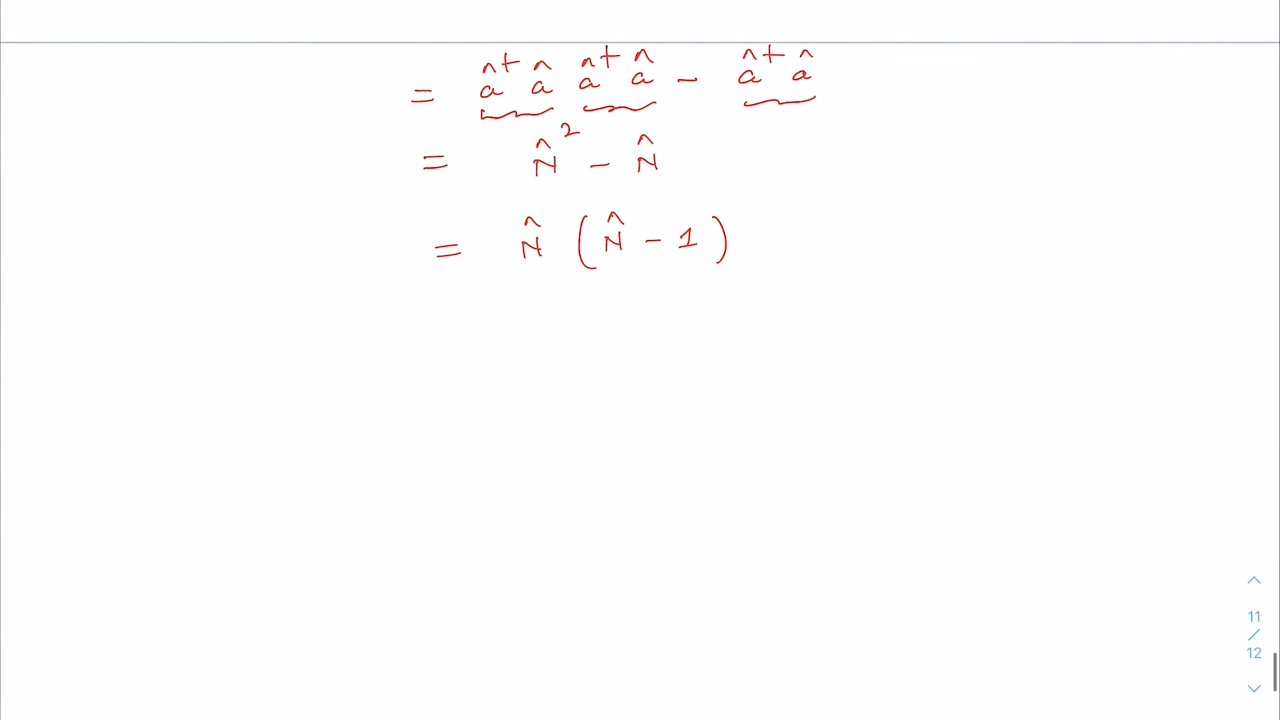 = â† â â† â - â† â
= N̂² - N̂
= N̂ (N̂ - 1)
11
/
12